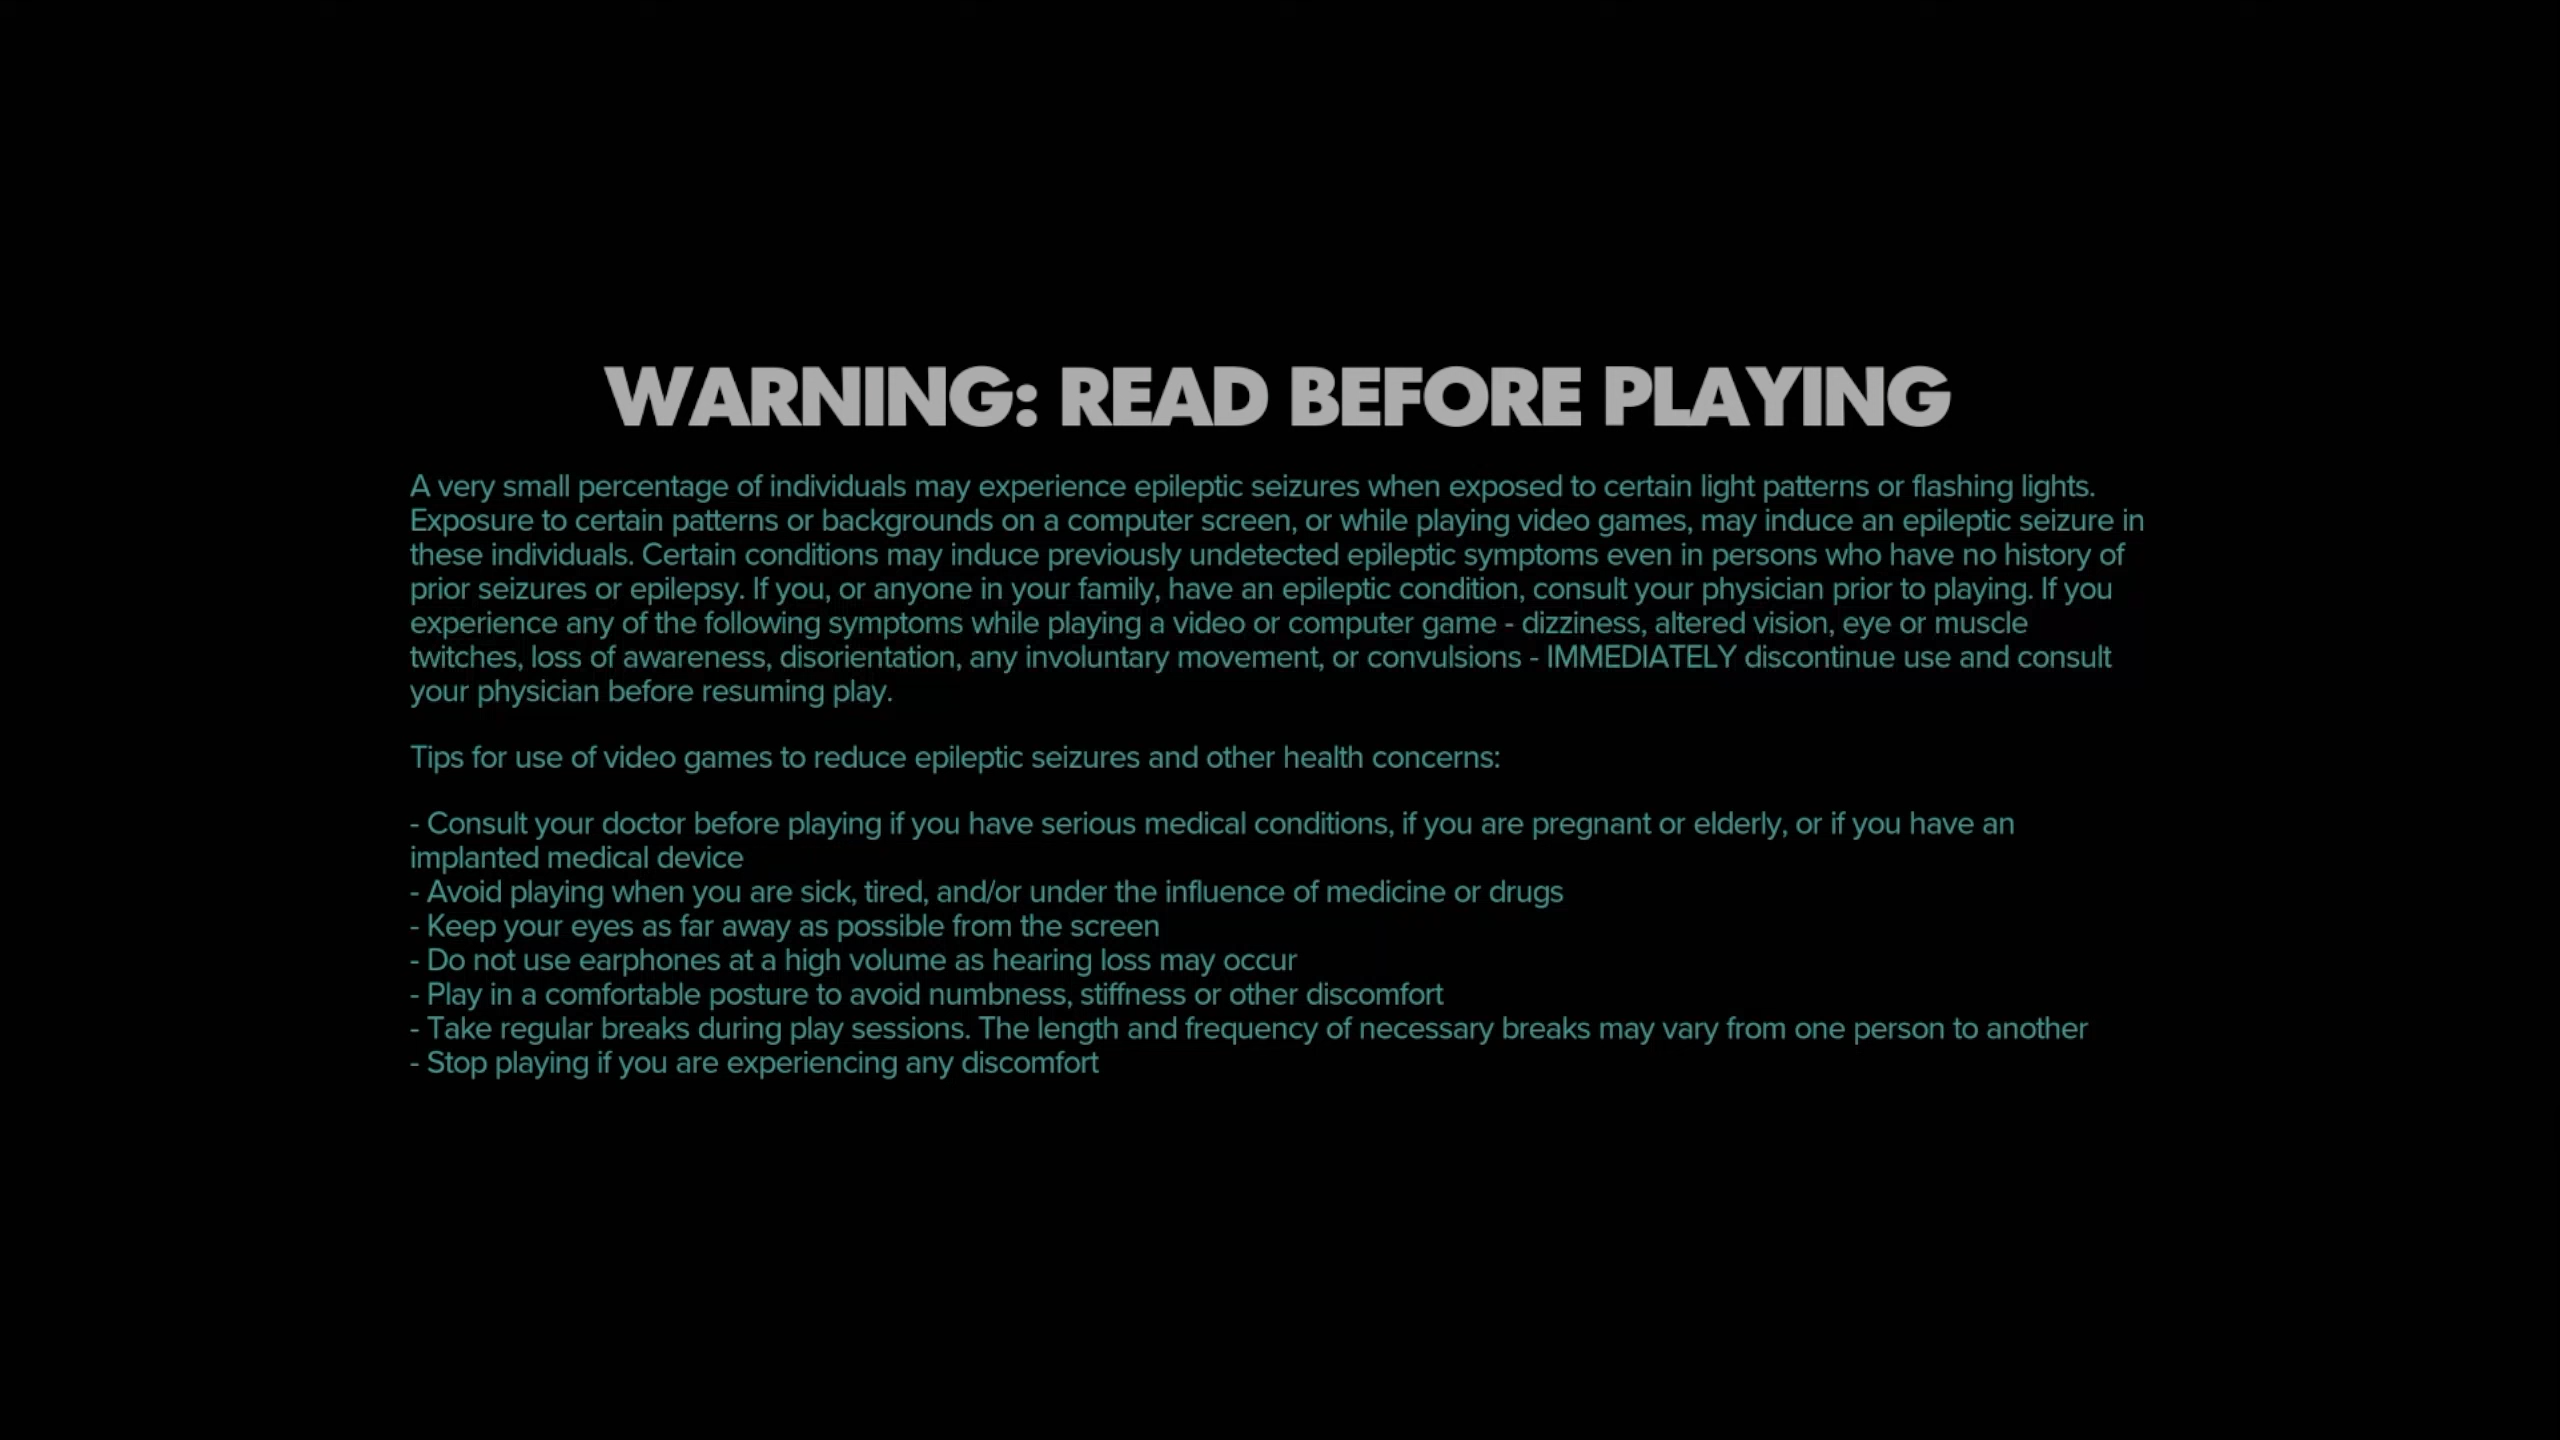 WARNING: READ BEFORE PLAYING
A very small percentage of individuals may experience epileptic seizures when exposed to certain light patterns or flashing lights.
Exposure to certain patterns or backgrounds on a computer screen, or while playing video games, may induce an epileptic seizure in
these individuals. Certain conditions may induce previously undetected epileptic symptoms even in persons who have no history of
prior seizures or epilepsy. If you, or anyone in your family, have an epileptic condition, consult your physician prior to playing. If you
experience any of the following symptoms while playing a video or computer game - dizziness, altered vision, eye or muscle
twitches, loss of awareness, disorientation, any involuntary movement, or convulsions - IMMEDIATELY discontinue use and consult
your physician before resuming play.
Tips for use of video games to reduce epileptic seizures and other health concerns:
- Consult your doctor before playing if you have serious medical conditions, if you are pregnant or elderly, or if you have an
implanted medical device
- Avoid playing when you are sick, tired, and/or under the influence of medicine or drugs
- Keep your eyes as far away as possible from the screen
- Do not use earphones at a high volume as hearing loss may occur
- Play in a comfortable posture to avoid numbness, stiffness or other discomfort
- Take regular breaks during play sessions. The length and frequency of necessary breaks may vary from one person to another
- Stop playing if you are experiencing any discomfort